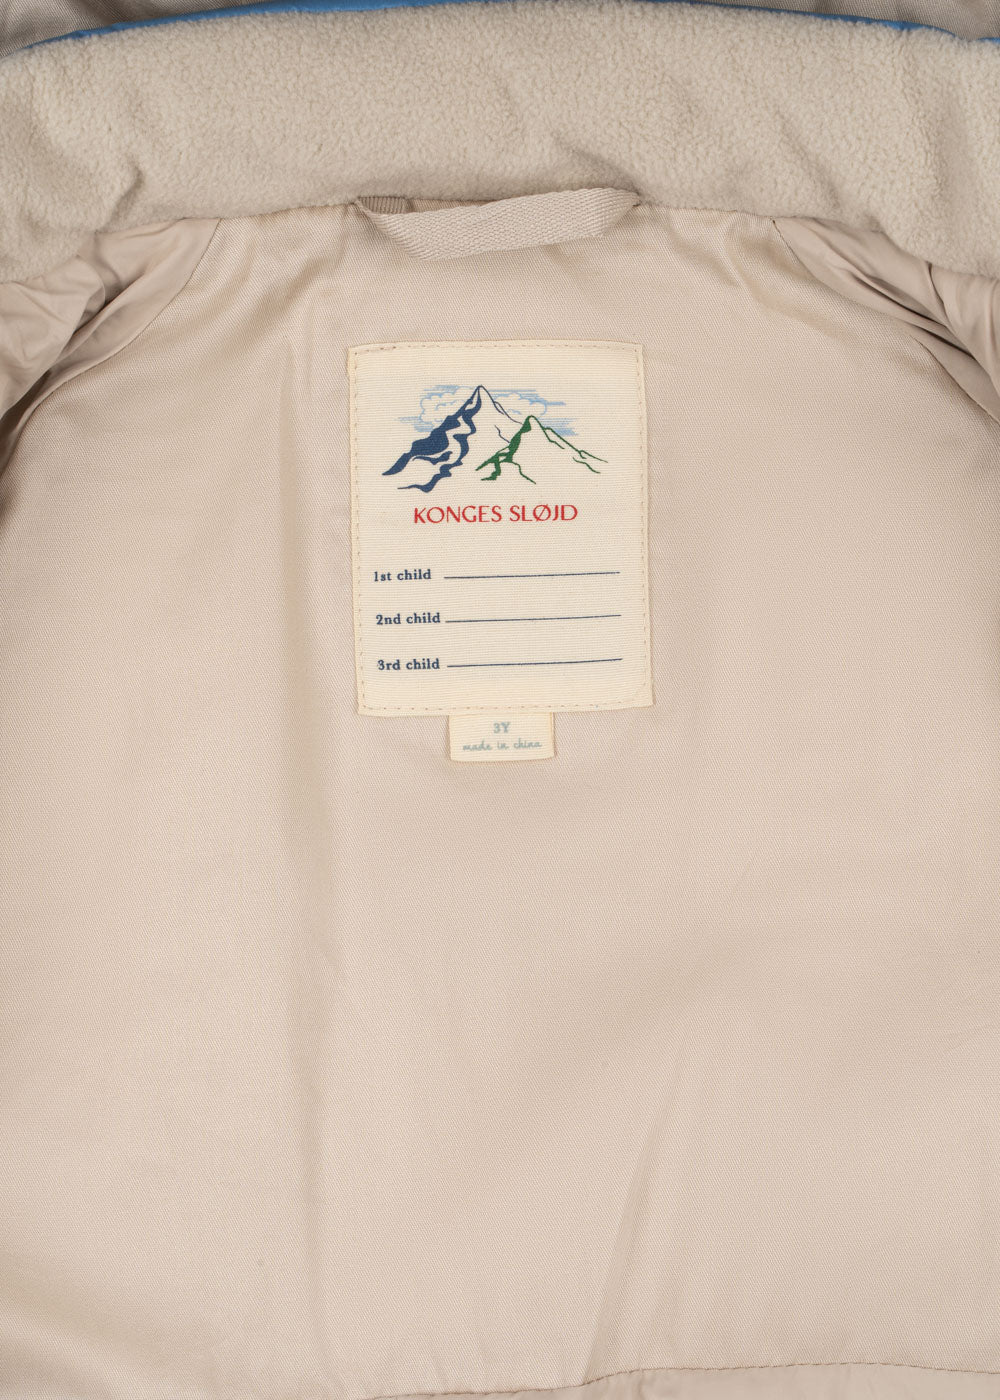 KONGES SLØJD
1st child
2nd child
3rd child
3Y
made in china